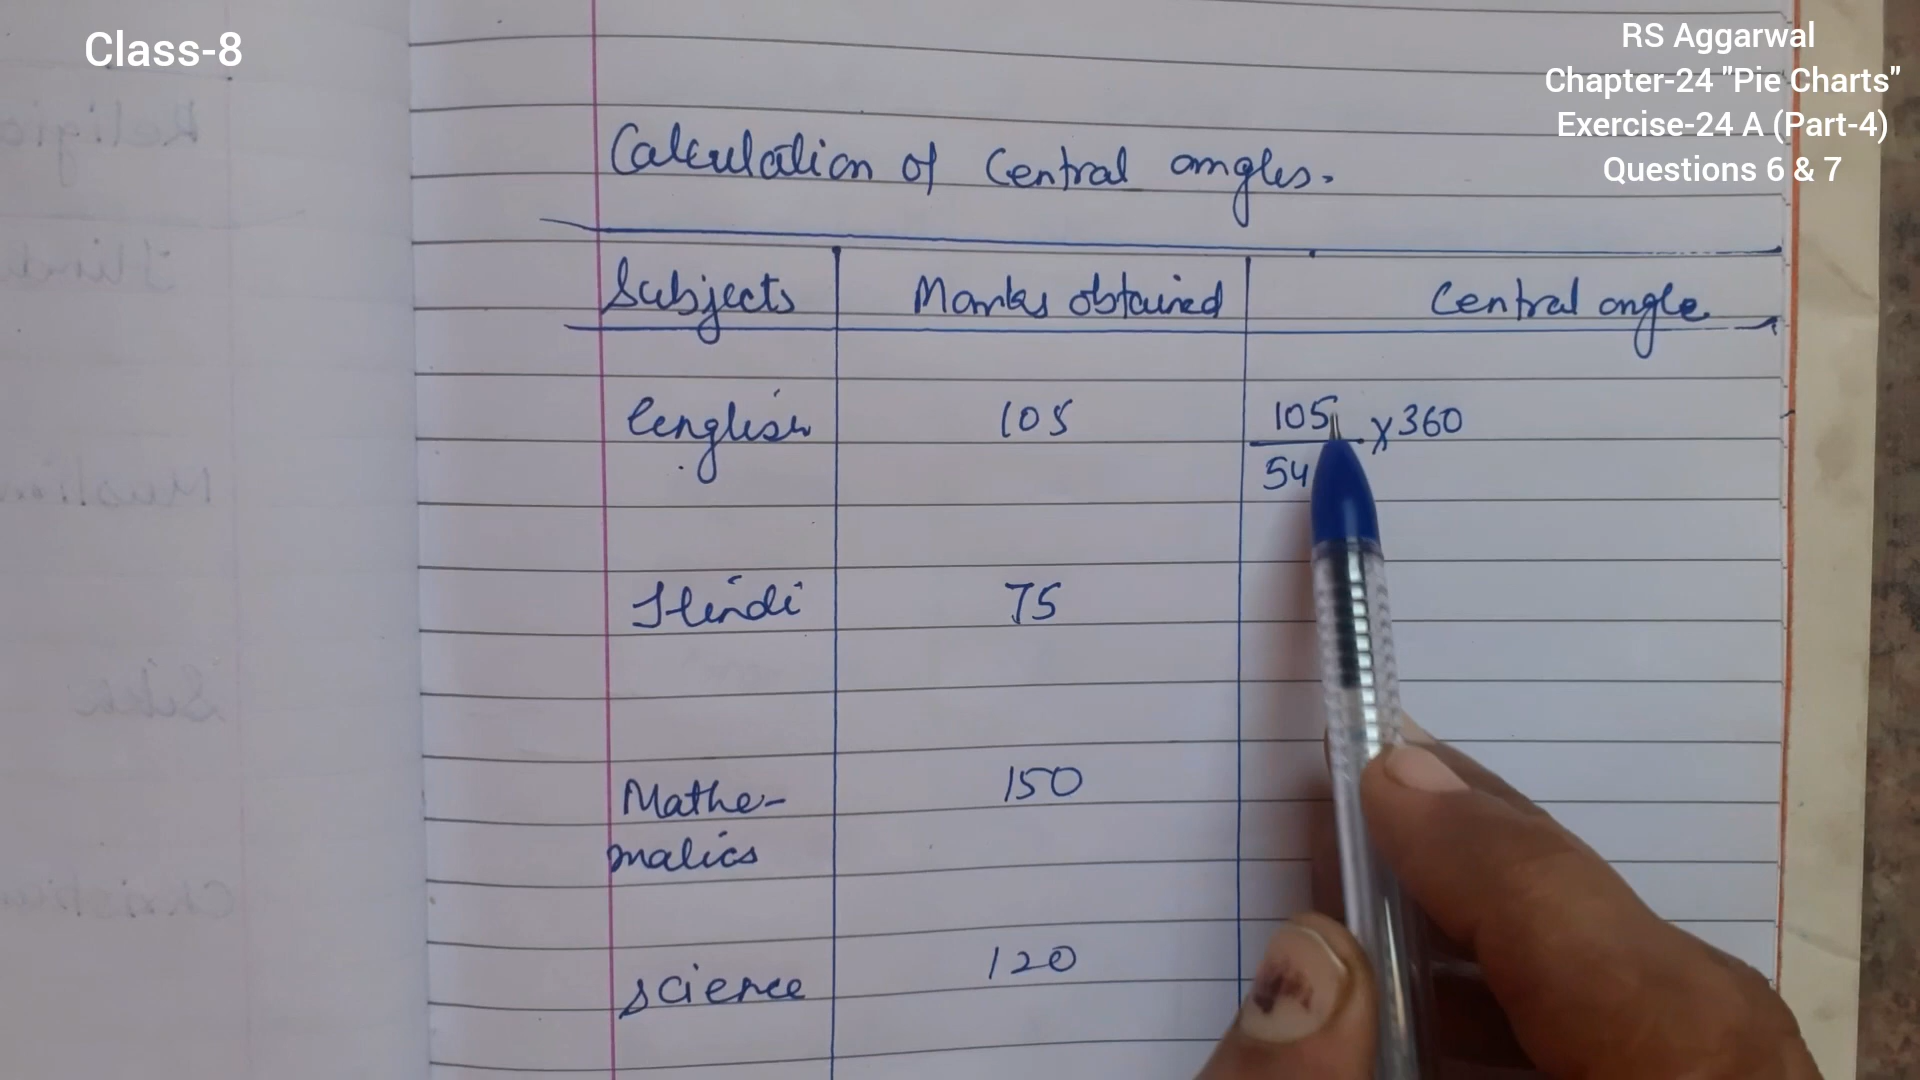 Class-8
RS Aggarwal
Chapter-24 "Pie Charts"
Exercise-24 A (Part-4)
Questions 6 & 7
Calculation of Central angles.
Subjects Marks obtained Central angle
English 105 105 x 360
54
Hindi 75
Mathe-
matics 150
Science 120